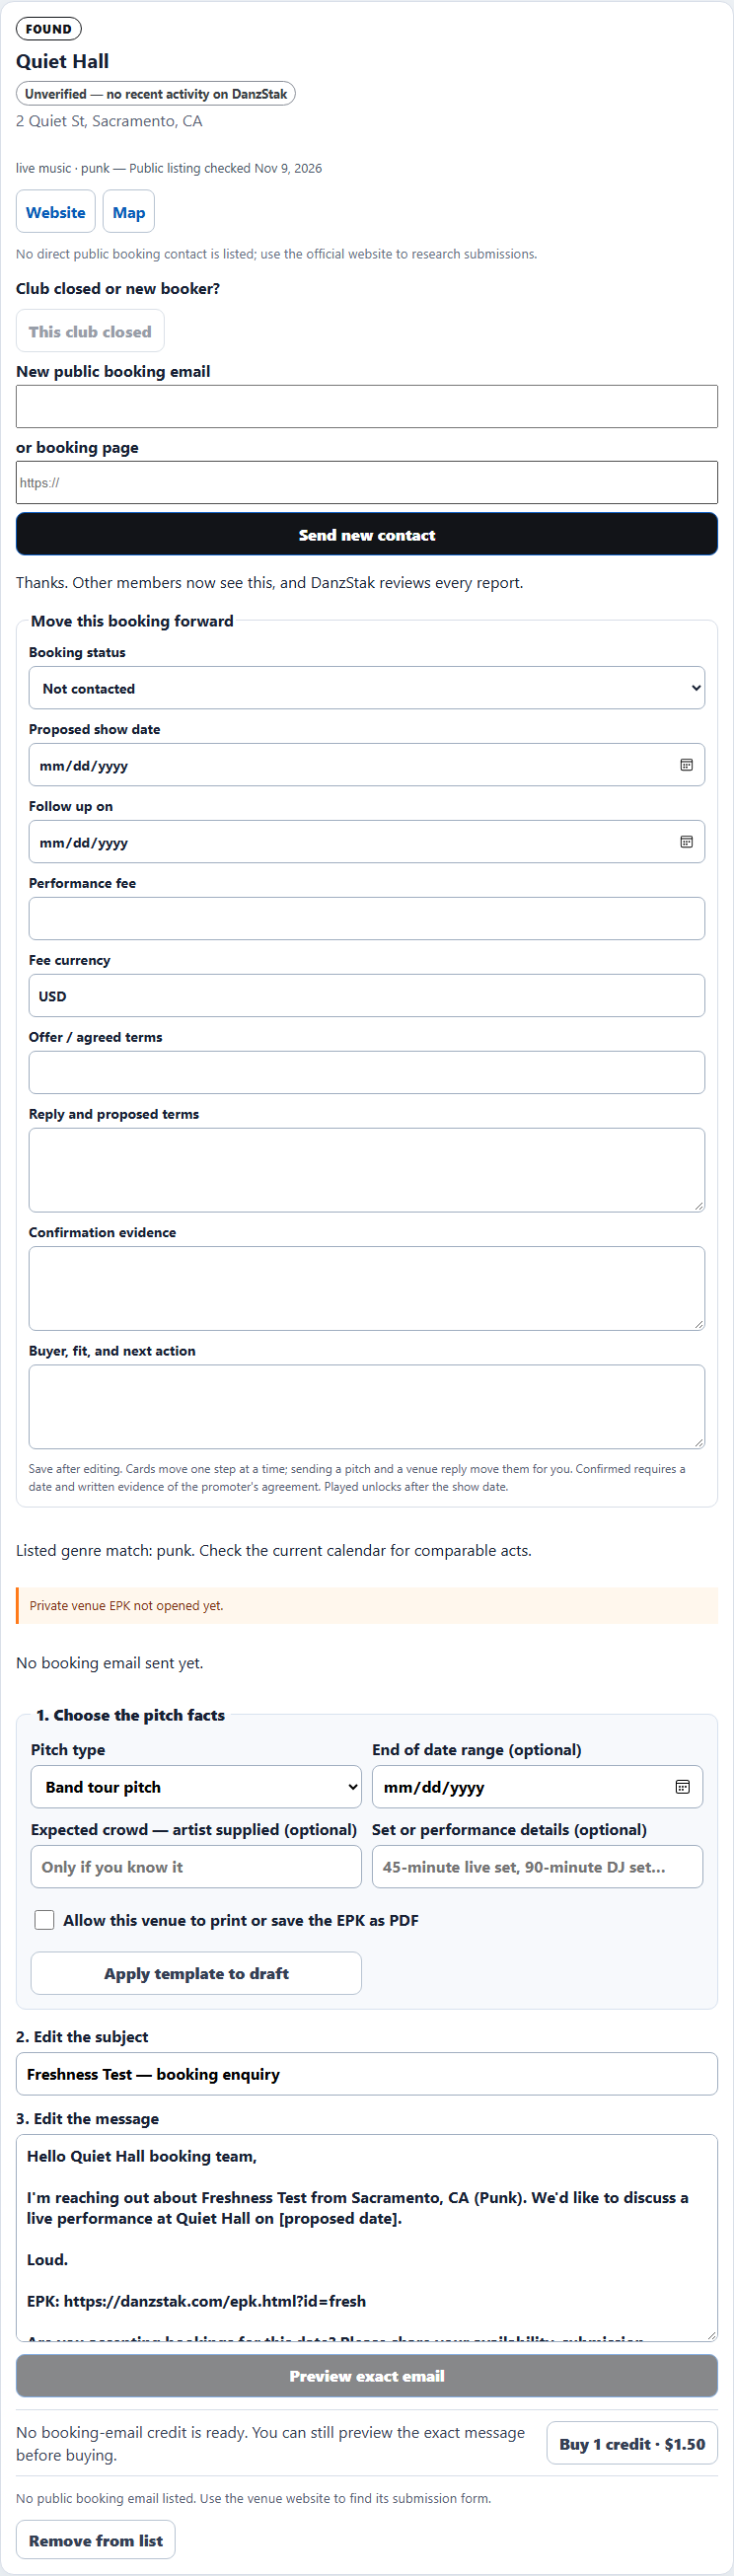 FOUND
Quiet Hall
Unverified — no recent activity on DanzStak
2 Quiet St, Sacramento, CA
live music · punk — Public listing checked Nov 9, 2026
Website Map
No direct public booking contact is listed; use the official website to research submissions.
Club closed or new booker?
This club closed
New public booking email
or booking page
https://
Send new contact
Thanks. Other members now see this, and DanzStak reviews every report.
Move this booking forward
Booking status
Not contacted
Proposed show date
mm/dd/yyyy
Follow up on
mm/dd/yyyy
Performance fee
Fee currency
USD
Offer / agreed terms
Reply and proposed terms
Confirmation evidence
Buyer, fit, and next action
Save after editing. Cards move one step at a time; sending a pitch and a venue reply move them for you. Confirmed requires a
date and written evidence of the promoter's agreement. Played unlocks after the show date.
Listed genre match: punk. Check the current calendar for comparable acts.
Private venue EPK not opened yet.
No booking email sent yet.
1. Choose the pitch facts
Pitch type End of date range (optional)
Band tour pitch mm/dd/yyyy
Expected crowd — artist supplied (optional) Set or performance details (optional)
Only if you know it 45-minute live set, 90-minute DJ set...
Allow this venue to print or save the EPK as PDF
Apply template to draft
2. Edit the subject
Freshness Test — booking enquiry
3. Edit the message
Hello Quiet Hall booking team,
I'm reaching out about Freshness Test from Sacramento, CA (Punk). We'd like to discuss a
live performance at Quiet Hall on [proposed date].
Loud.
EPK: https://danzstak.com/epk.html?id=fresh
Are you accepting bookings for this date? Please share your availability, submission
Preview exact email
No booking-email credit is ready. You can still preview the exact message
before buying.
Buy 1 credit · $1.50
No public booking email listed. Use the venue website to find its submission form.
Remove from list